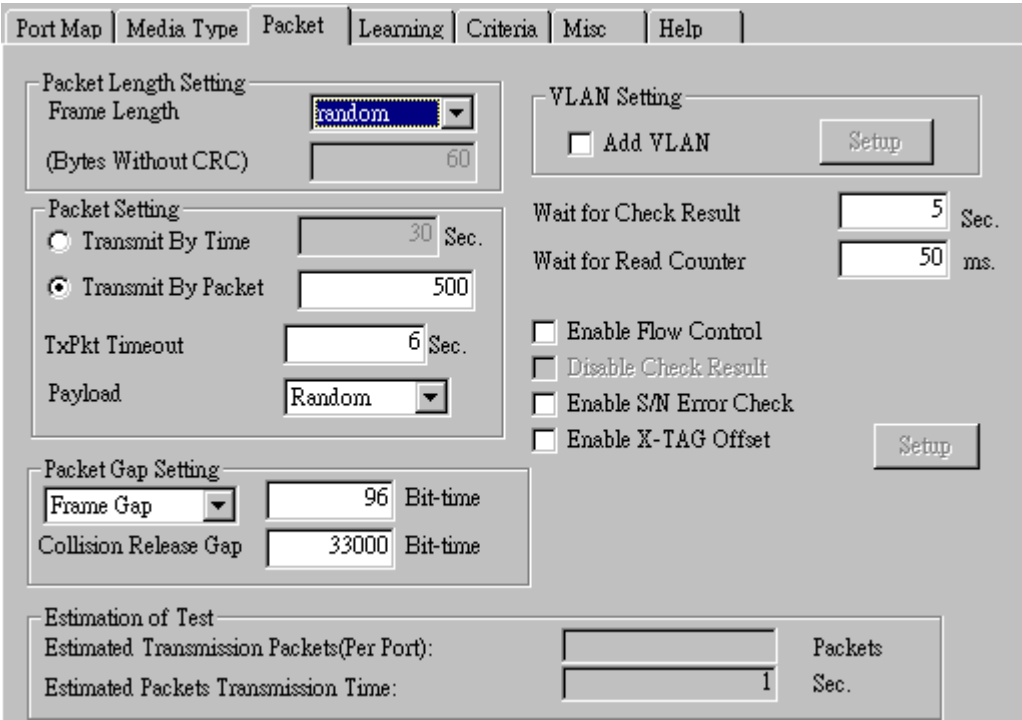 Port Map Media Type Packet Learning Criteria Misc Help
Packet Length Setting
Frame Length random
(Bytes Without CRC) 60
Packet Setting
Transmit By Time 30 Sec.
Transmit By Packet 500
TxPkt Timeout 6 Sec.
Payload Random
Packet Gap Setting
Frame Gap 96 Bit-time
Collision Release Gap 33000 Bit-time
VLAN Setting
Add VLAN Setup
Wait for Check Result 5 Sec.
Wait for Read Counter 50 ms.
Enable Flow Control
Disable Check Result
Enable S/N Error Check
Enable X-TAG Offset Setup
Estimation of Test
Estimated Transmission Packets(Per Port): Packets
Estimated Packets Transmission Time: 1 Sec.